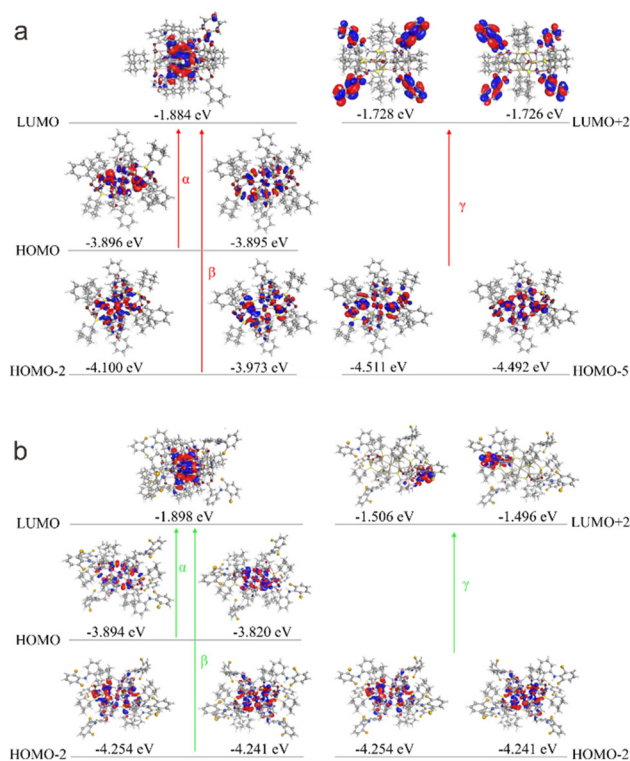 a
-1.884 eV -1.728 eV -1.726 eV
LUMO LUMO+2
α
γ
-3.896 eV -3.895 eV
HOMO
β
-4.100 eV -3.973 eV -4.511 eV -4.492 eV
HOMO-2 HOMO-5
b
-1.898 eV -1.506 eV -1.496 eV
LUMO LUMO+2
α
γ
-3.894 eV -3.820 eV
HOMO
β
-4.254 eV -4.241 eV -4.254 eV -4.241 eV
HOMO-2 HOMO-2